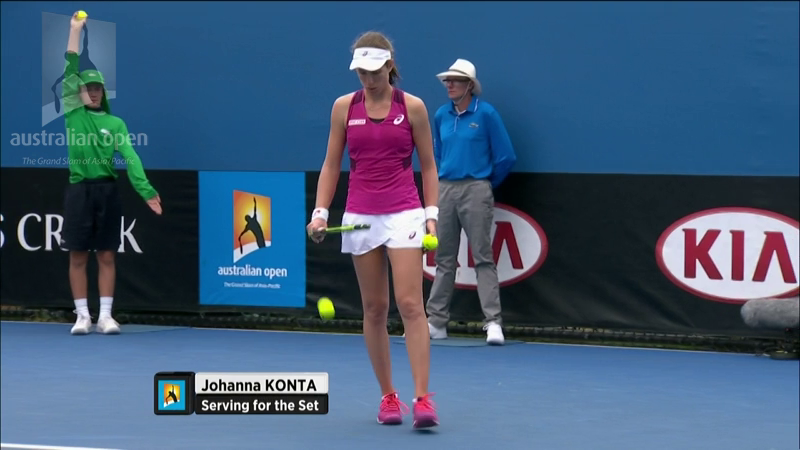 australian open
The Grand Slam of Asia/Pacific
S CREEK
australian open
The Grand Slam of Asia/Pacific
KIA
KIA
Johanna KONTA
Serving for the Set